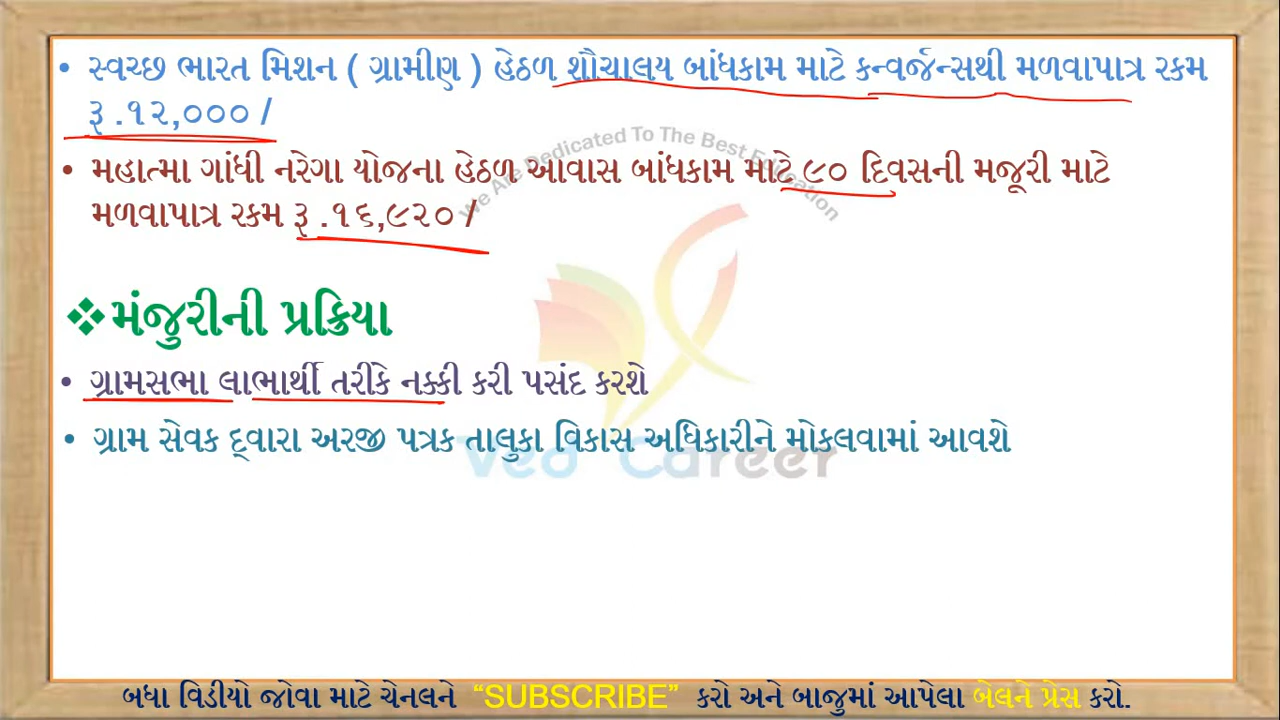 • સ્વચ્છ ભારત મિશન ( ગ્રામીણ ) હેઠળ શૌચાલય બાંધકામ માટે કન્વર્જન્સથી મળવાપાત્ર રકમ
રૂ .૧૨,૦૦૦ /
We Are Dedicated To The Best Education
• મહાત્મા ગાંધી નરેગા યોજના હેઠળ આવાસ બાંધકામ માટે ૯૦ દિવસની મજૂરી માટે
મળવાપાત્ર રકમ રૂ .૧૬,૯૨૦ /
❖મંજુરીની પ્રક્રિયા
• ગ્રામસભા લાભાર્થી તરીકે નક્કી કરી પસંદ કરશે
• ગ્રામ સેવક દ્વારા અરજી પત્રક તાલુકા વિકાસ અધિકારીને મોકલવામાં આવશે
Ved Career
બધા વિડીયો જોવા માટે ચેનલને “SUBSCRIBE” કરો અને બાજુમાં આપેલા બેલને પ્રેસ કરો.